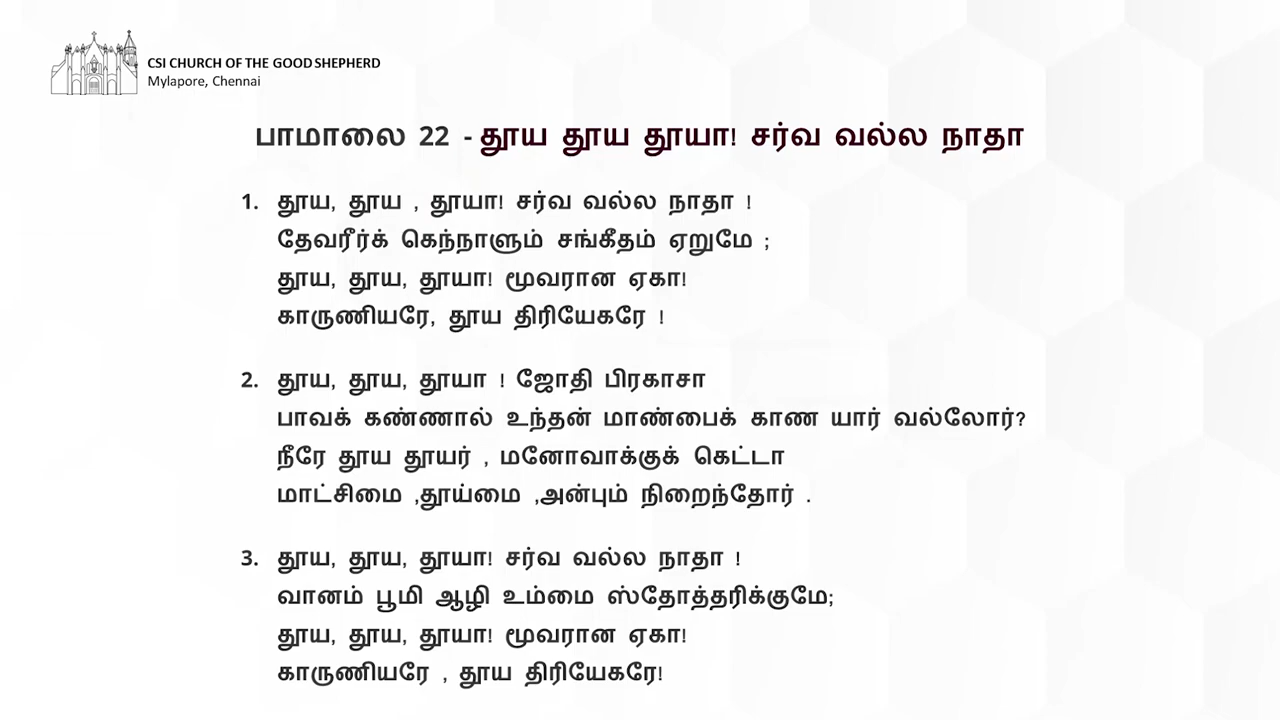 CSI CHURCH OF THE GOOD SHEPHERD
Mylapore, Chennai
பாமாலை 22 - தூய தூய தூயா! சர்வ வல்ல நாதா
1. தூய, தூய , தூயா! சர்வ வல்ல நாதா !
தேவரீர்க் கெந்நாளும் சங்கீதம் ஏறுமே ;
தூய, தூய, தூயா! மூவரான ஏகா!
காருணியரே, தூய திரியேகரே !
2. தூய, தூய, தூயா ! ஜோதி பிரகாசா
பாவக் கண்ணால் உந்தன் மாண்பைக் காண யார் வல்லோர்?
நீரே தூய தூயர் , மனோவாக்குக் கெட்டா
மாட்சிமை ,தூய்மை ,அன்பும் நிறைந்தோர் .
3. தூய, தூய, தூயா! சர்வ வல்ல நாதா !
வானம் பூமி ஆழி உம்மை ஸ்தோத்தரிக்குமே;
தூய, தூய, தூயா! மூவரான ஏகா!
காருணியரே , தூய திரியேகரே!